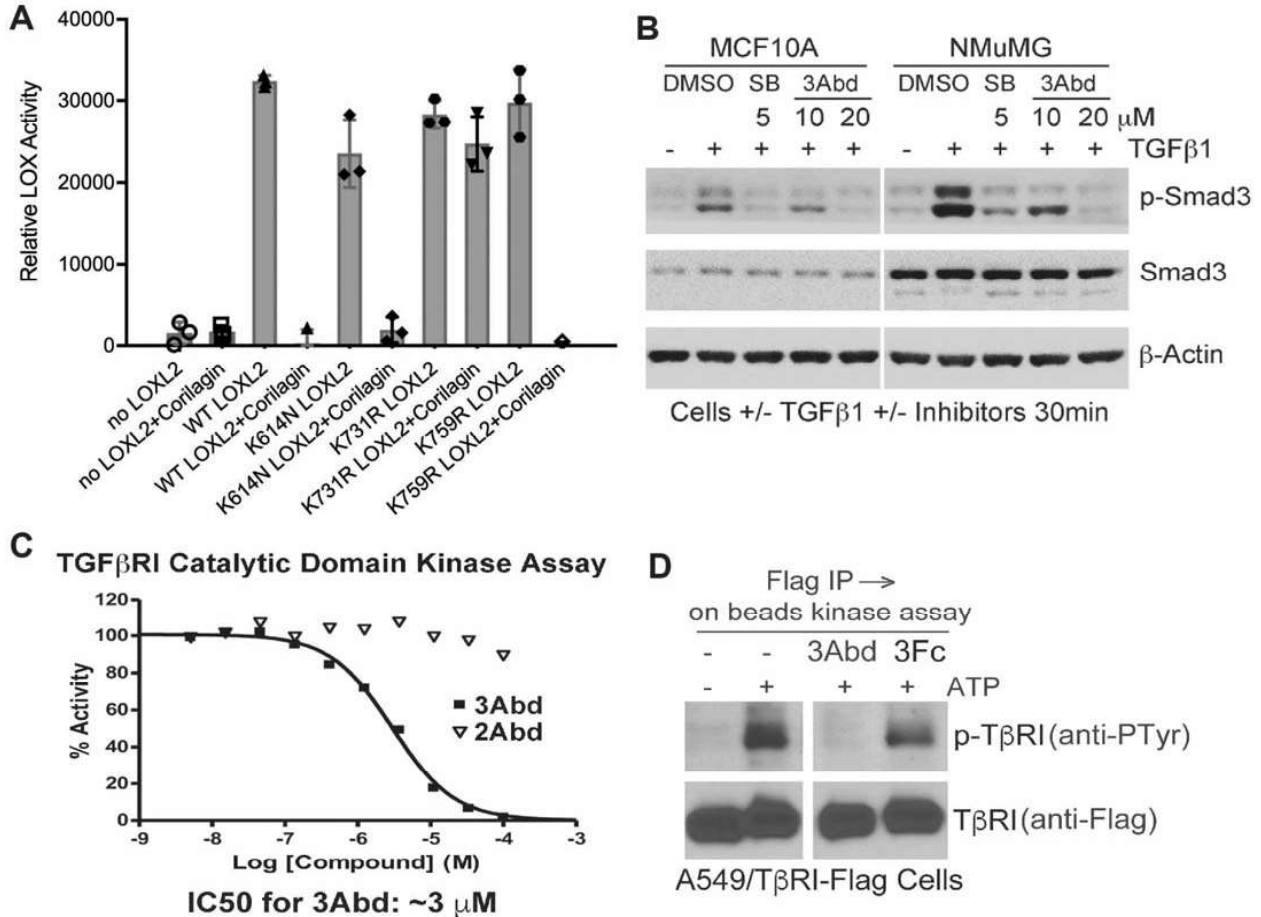 A
40000
30000
20000
10000
0
Relative LOX Activity
no LOXL2
no LOXL2+Corilagin
WT LOXL2
WT LOXL2+Corilagin
K614N LOXL2
K614N LOXL2+Corilagin
K731R LOXL2
K731R LOXL2+Corilagin
K759R LOXL2
K759R LOXL2+Corilagin
B
MCF10A NMuMG
DMSO SB 3Abd DMSO SB 3Abd
5 10 20 5 10 20 μM
- + + + + - + + + + TGFβ1
p-Smad3
Smad3
β-Actin
Cells +/- TGFβ1 +/- Inhibitors 30min
C
TGFβRI Catalytic Domain Kinase Assay
120
100
80
60
40
20
0
% Activity
3Abd
2Abd
-9 -8 -7 -6 -5 -4 -3
Log [Compound] (M)
IC50 for 3Abd: ~3 μM
D
Flag IP →
on beads kinase assay
- - 3Abd 3Fc
- + + + ATP
p-TβRI(anti-PTyr)
TβRI(anti-Flag)
A549/TβRI-Flag Cells